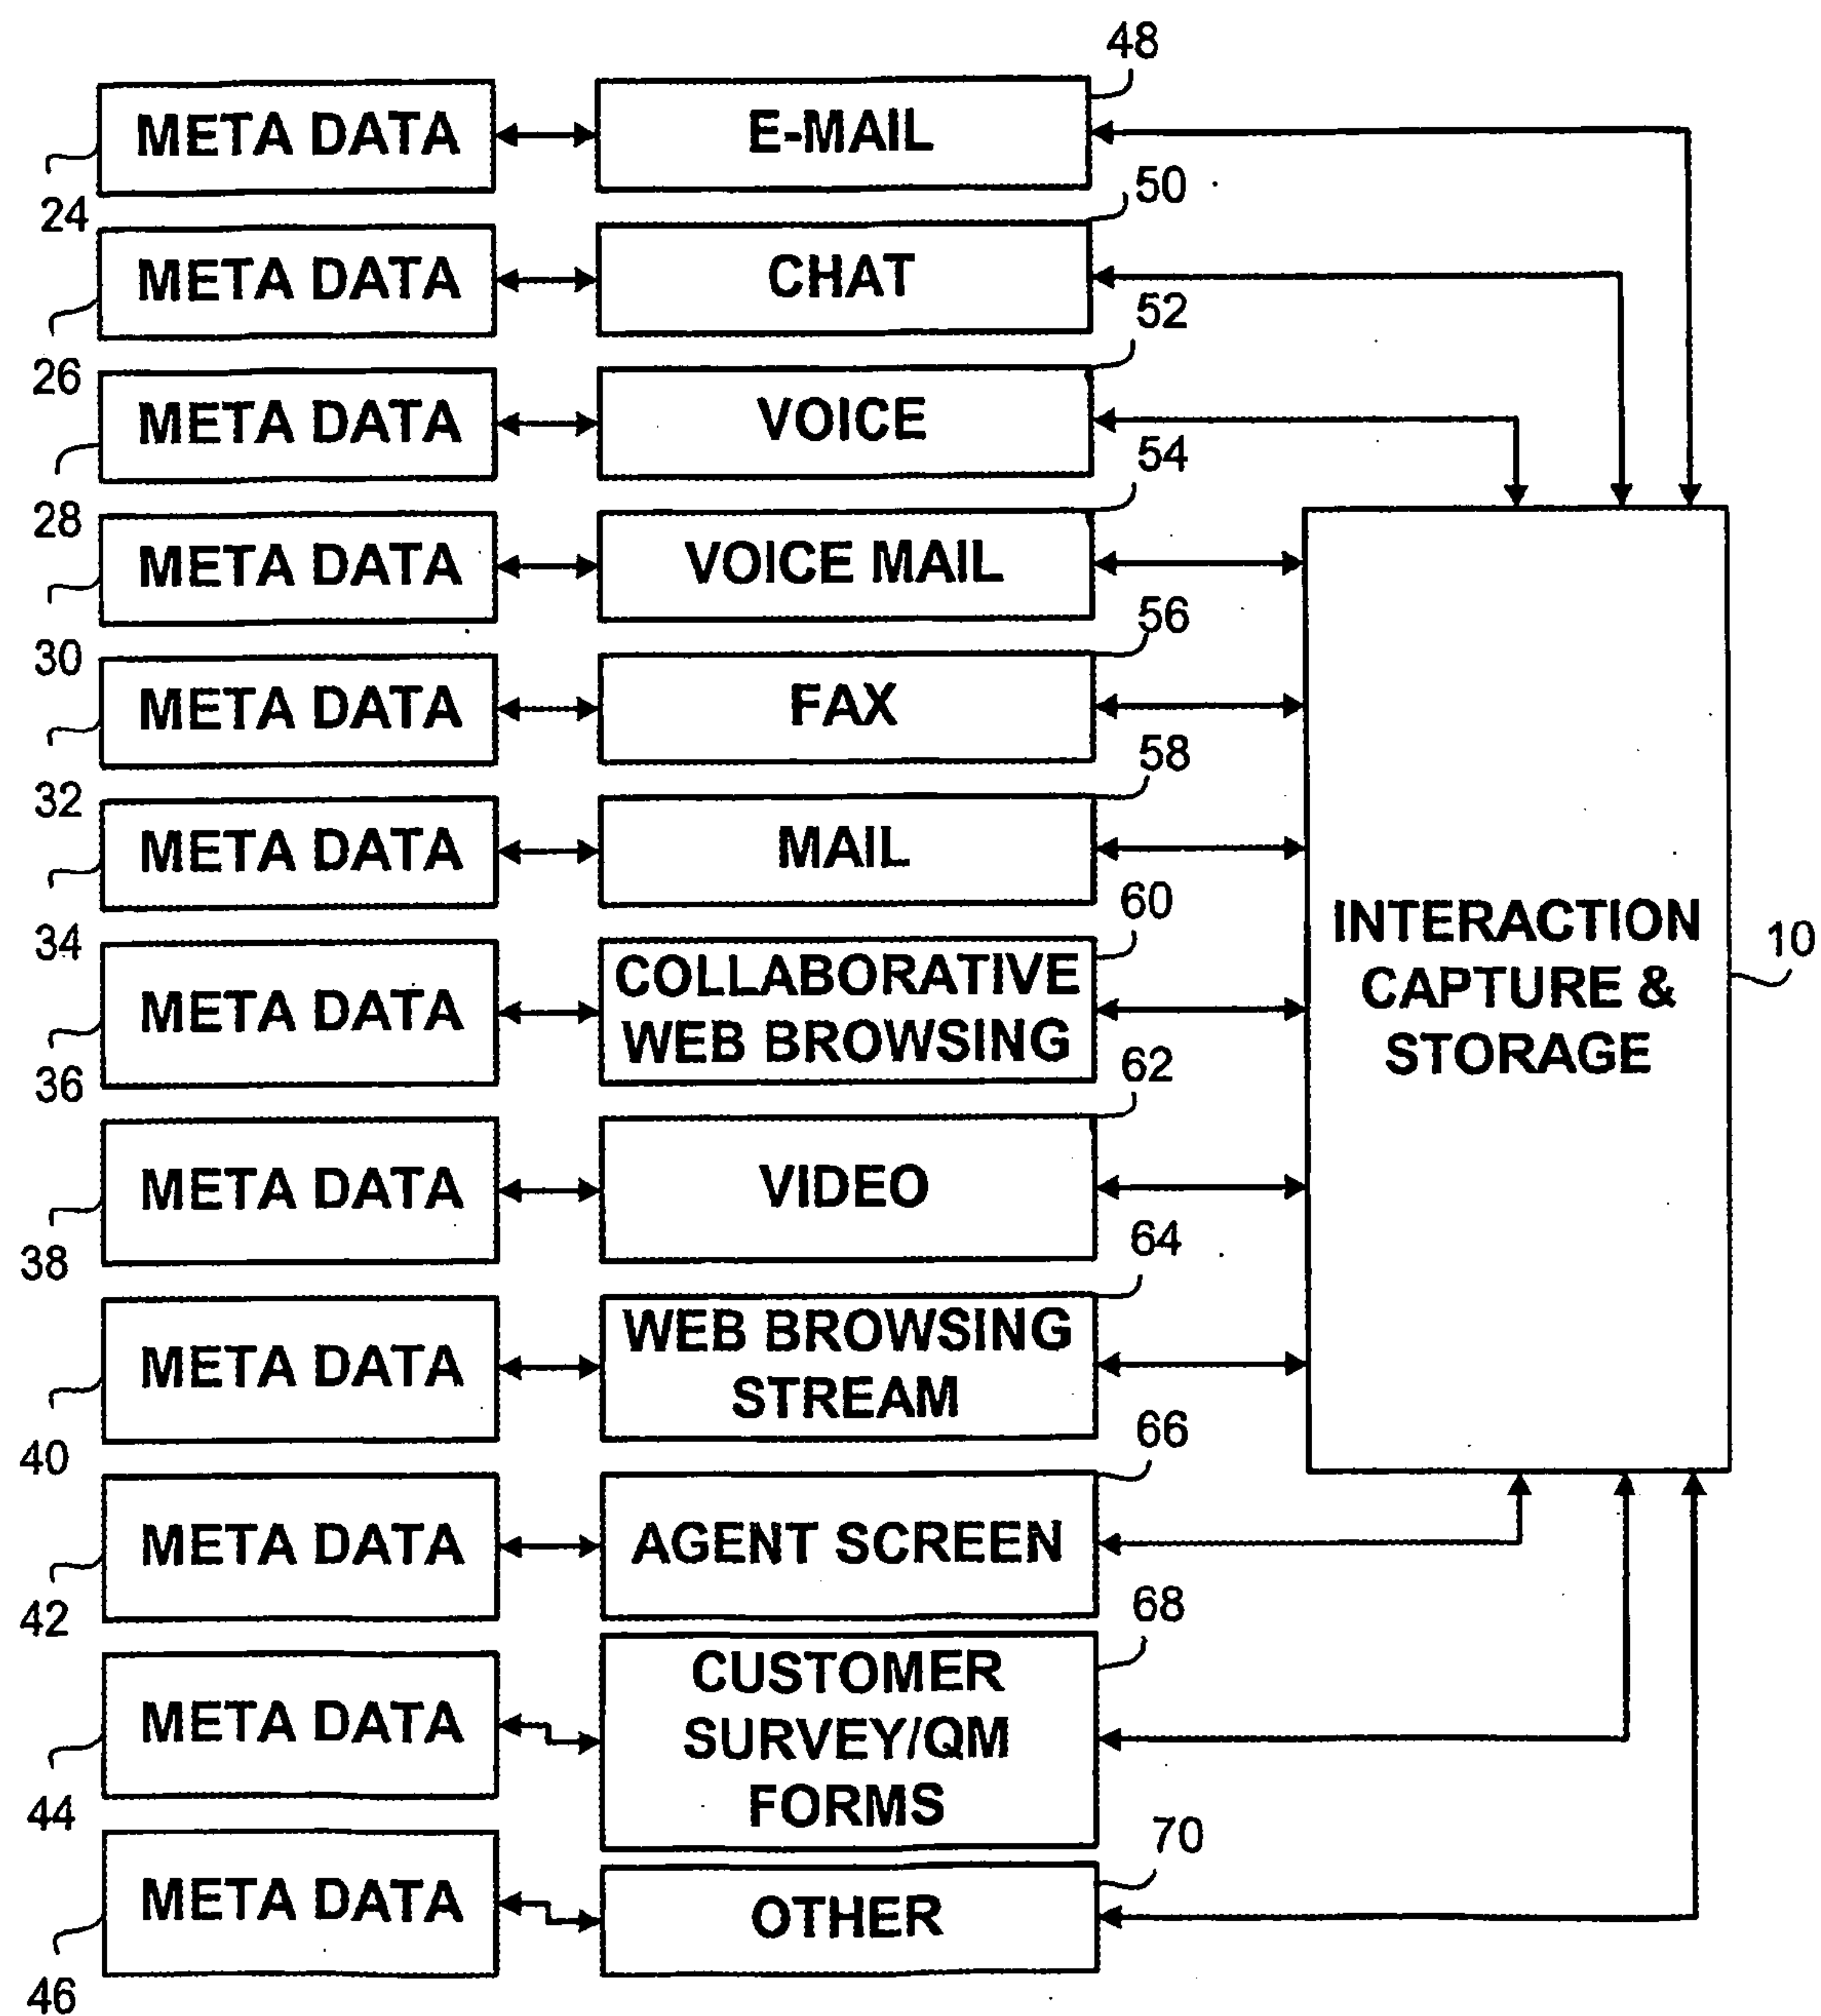 48
META DATA
E-MAIL
24
50
META DATA
CHAT
26
52
META DATA
VOICE
28
54
META DATA
VOICE MAIL
30
56
META DATA
FAX
32
58
META DATA
MAIL
34
60
META DATA
COLLABORATIVE
WEB BROWSING
36
INTERACTION
CAPTURE &
STORAGE
10
62
META DATA
VIDEO
38
64
META DATA
WEB BROWSING
STREAM
40
66
META DATA
AGENT SCREEN
42
68
META DATA
CUSTOMER
SURVEY/QM
FORMS
44
70
META DATA
OTHER
46